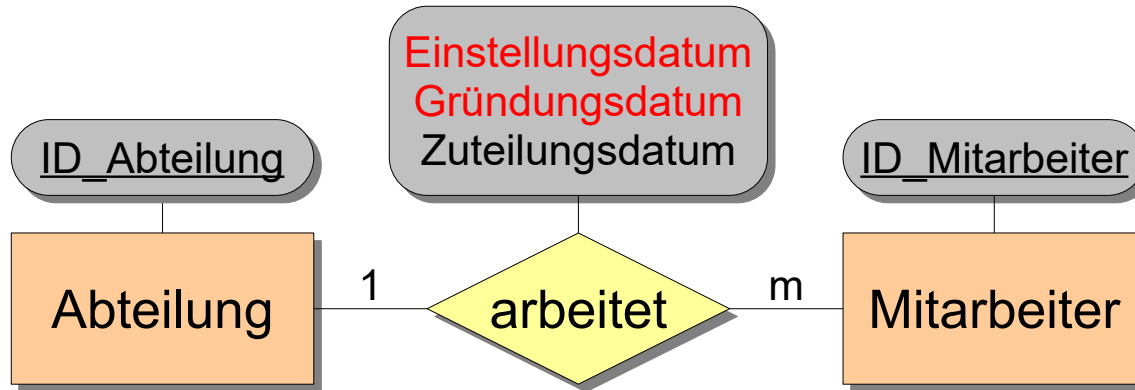 Einstellungsdatum
Gründungsdatum
Zuteilungsdatum
ID_Abteilung
ID_Mitarbeiter
Abteilung
1
arbeitet
m
Mitarbeiter